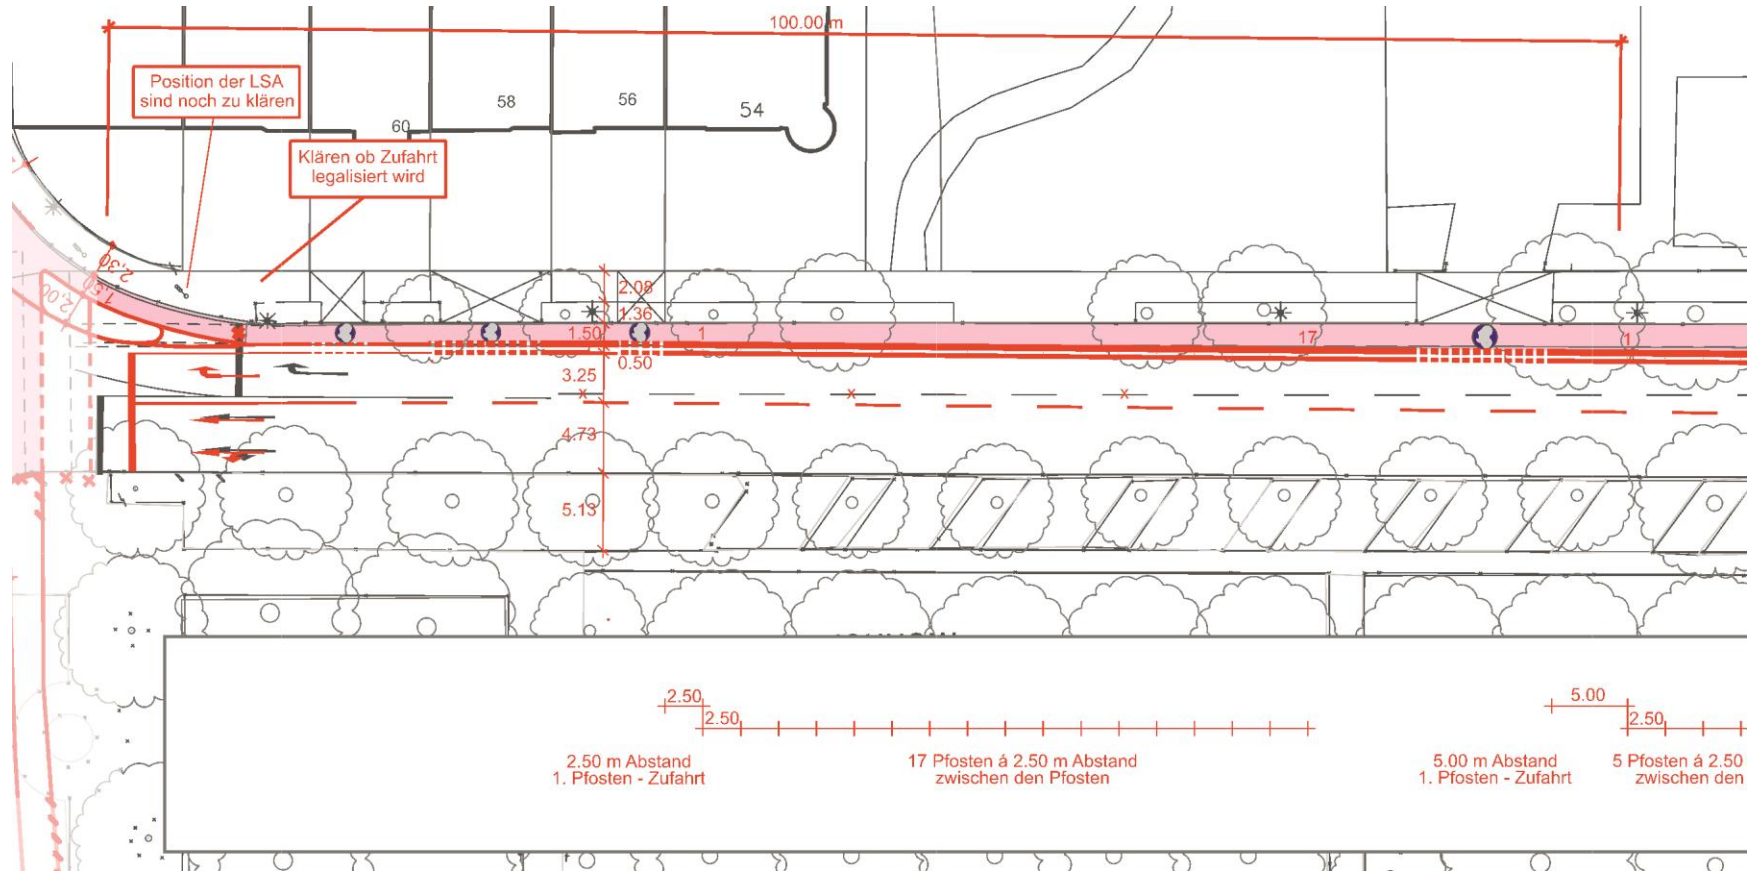 100.00 m
Position der LSA
sind noch zu klären
58
56
54
60
Klären ob Zufahrt
legalisiert wird
2,30
1,50
2,00
2.08
1.36
1.50
1
17
1
0.50
3.25
4.73
5.13
2.50
2.50
5.00
2.50
2.50 m Abstand
1. Pfosten - Zufahrt
17 Pfosten á 2.50 m Abstand
zwischen den Pfosten
5.00 m Abstand
1. Pfosten - Zufahrt
5 Pfosten á 2.50
zwischen den